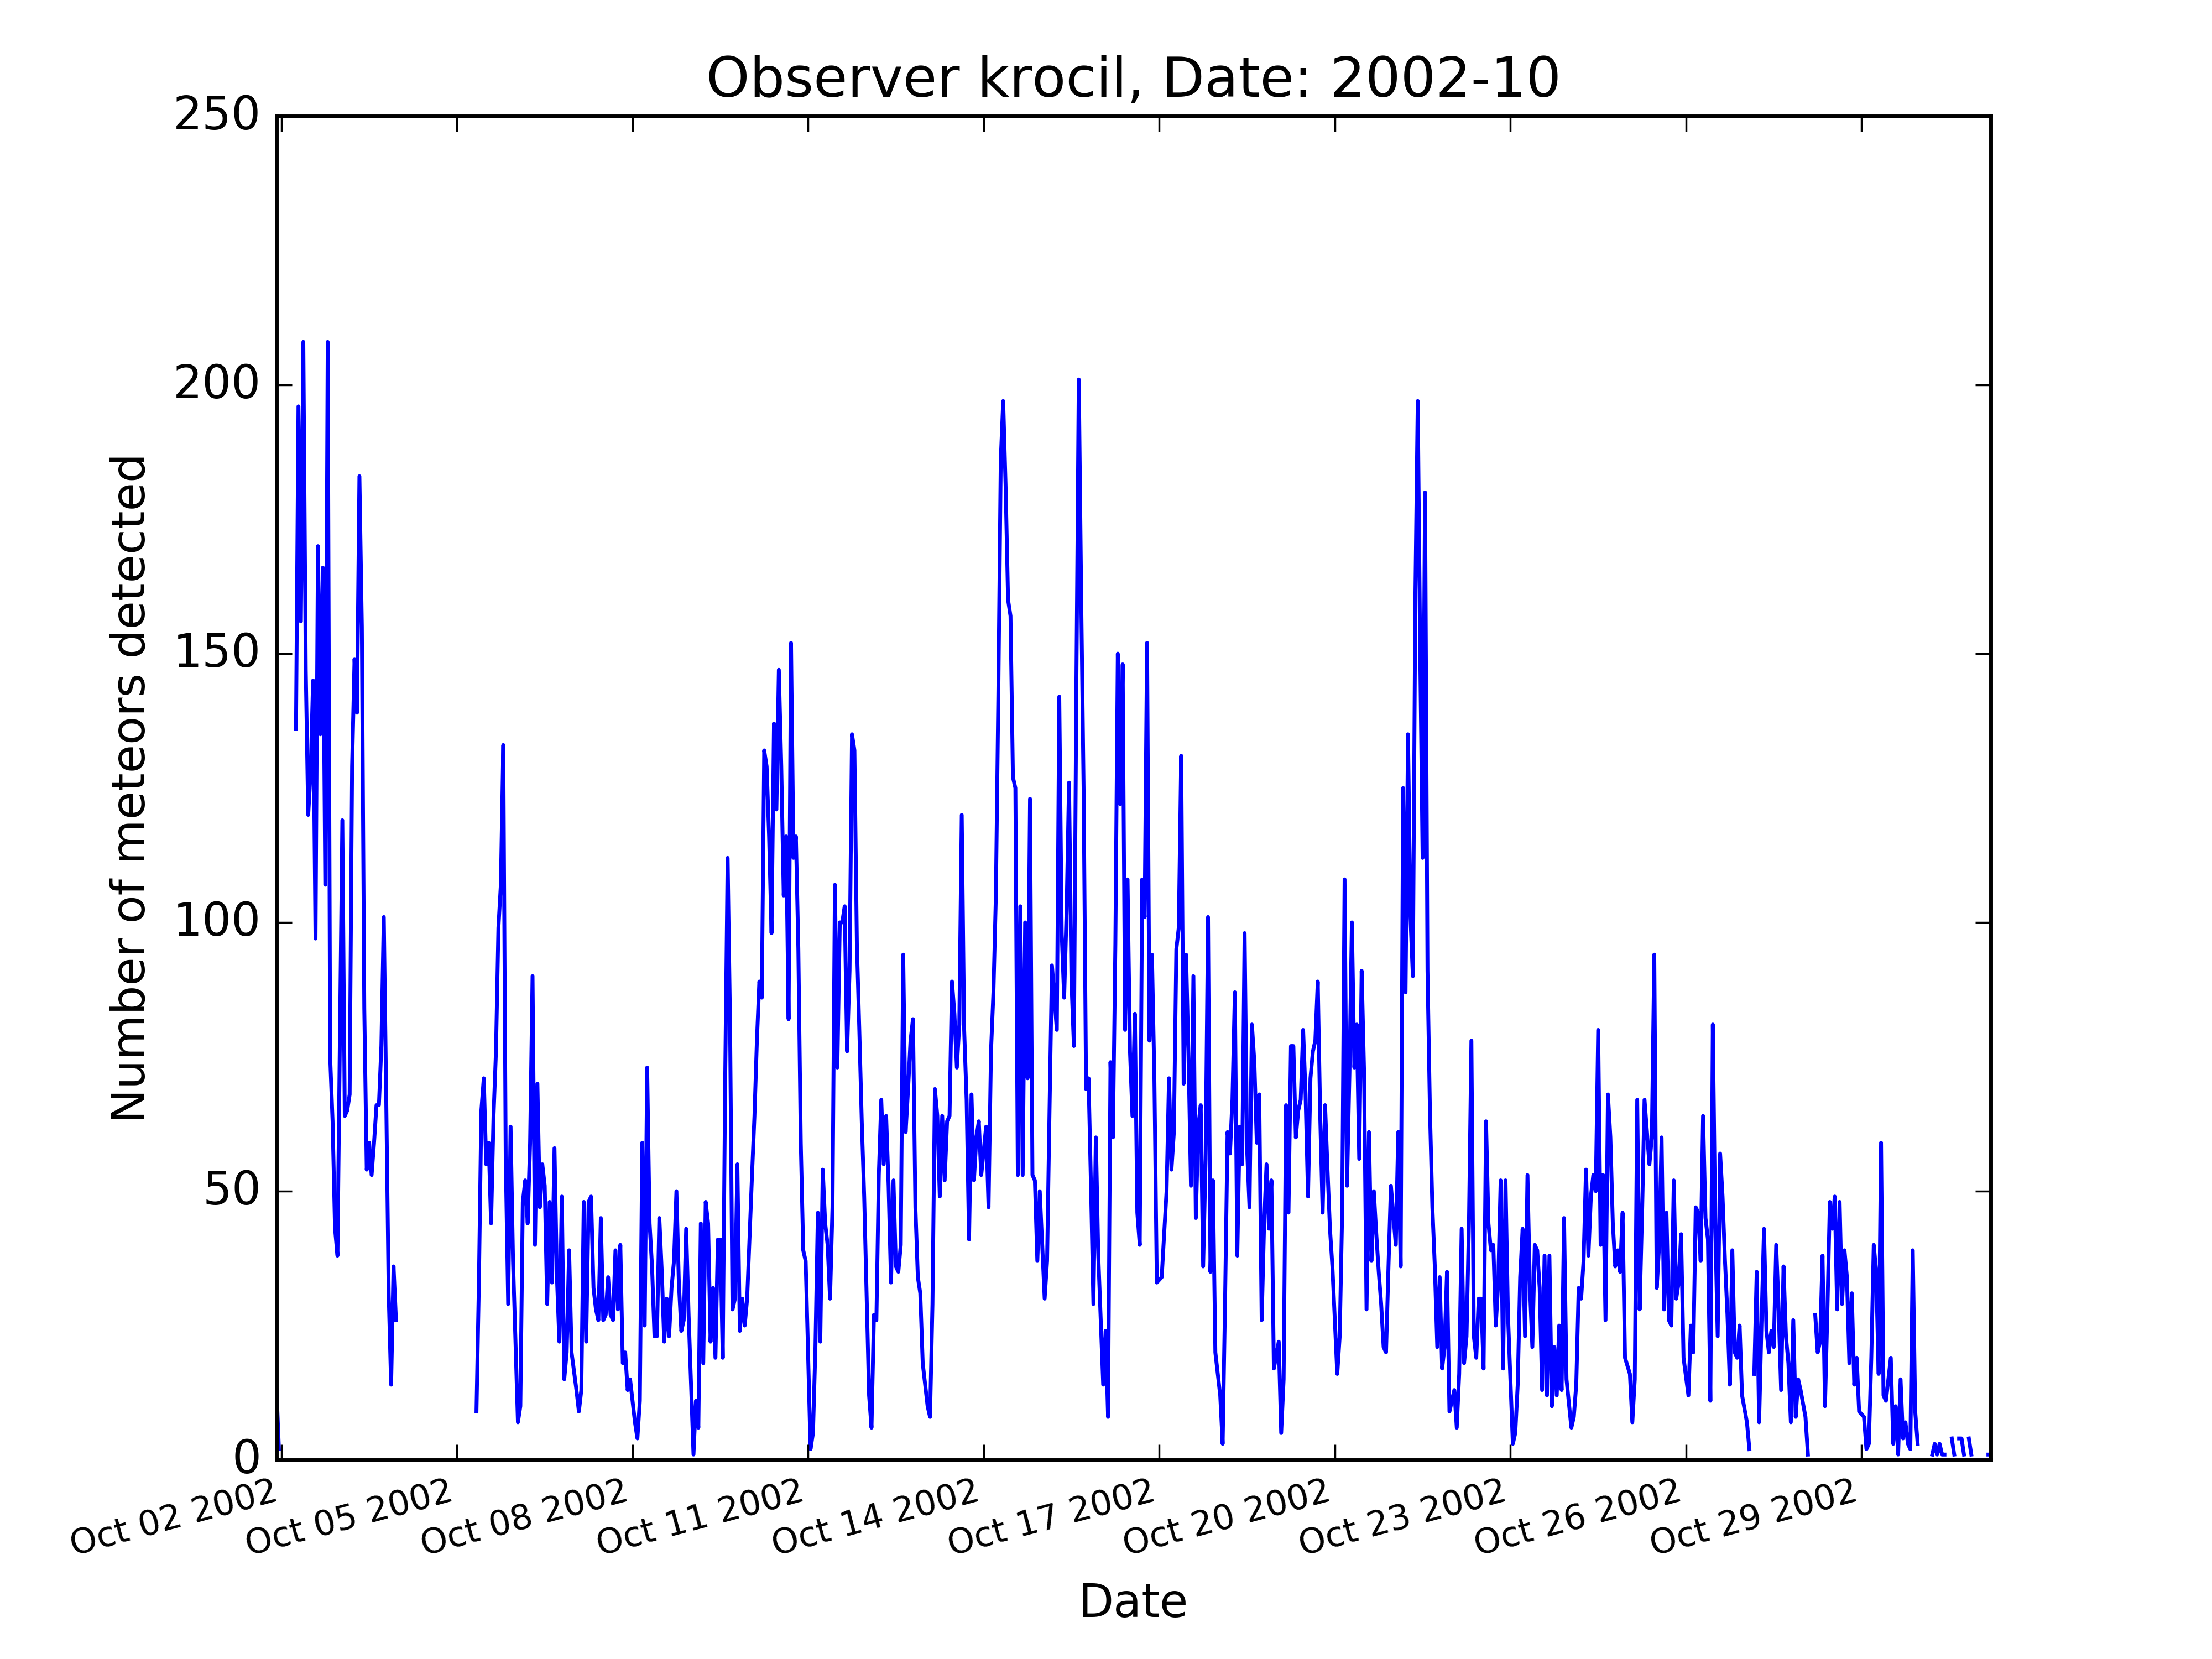 Observer krocil, Date: 2002-10
250
200
150
100
50
0
Number of meteors detected
Oct 02 2002
Oct 05 2002
Oct 08 2002
Oct 11 2002
Oct 14 2002
Oct 17 2002
Oct 20 2002
Oct 23 2002
Oct 26 2002
Oct 29 2002
Date